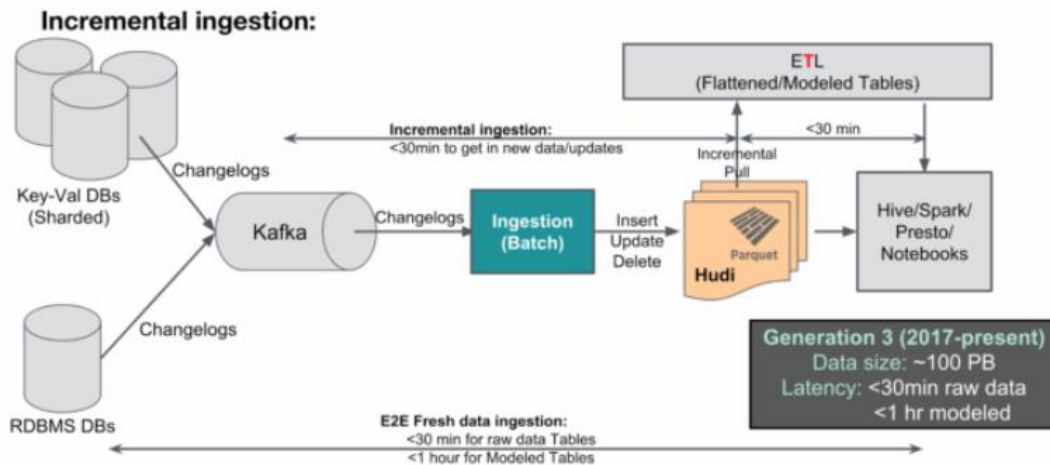 Incremental ingestion:
ETL
(Flattened/Modeled Tables)
Incremental ingestion:
<30min to get in new data/updates
<30 min
Changelogs
Incremental
Pull
Key-Val DBs
(Sharded)
Kafka
Changelogs
Ingestion
(Batch)
Insert
Update
Delete
Parquet
Hudi
Hive/Spark/
Presto/
Notebooks
Changelogs
RDBMS DBs
Generation 3 (2017-present)
Data size: ~100 PB
Latency: <30min raw data
<1 hr modeled
E2E Fresh data ingestion:
<30 min for raw data Tables
<1 hour for Modeled Tables